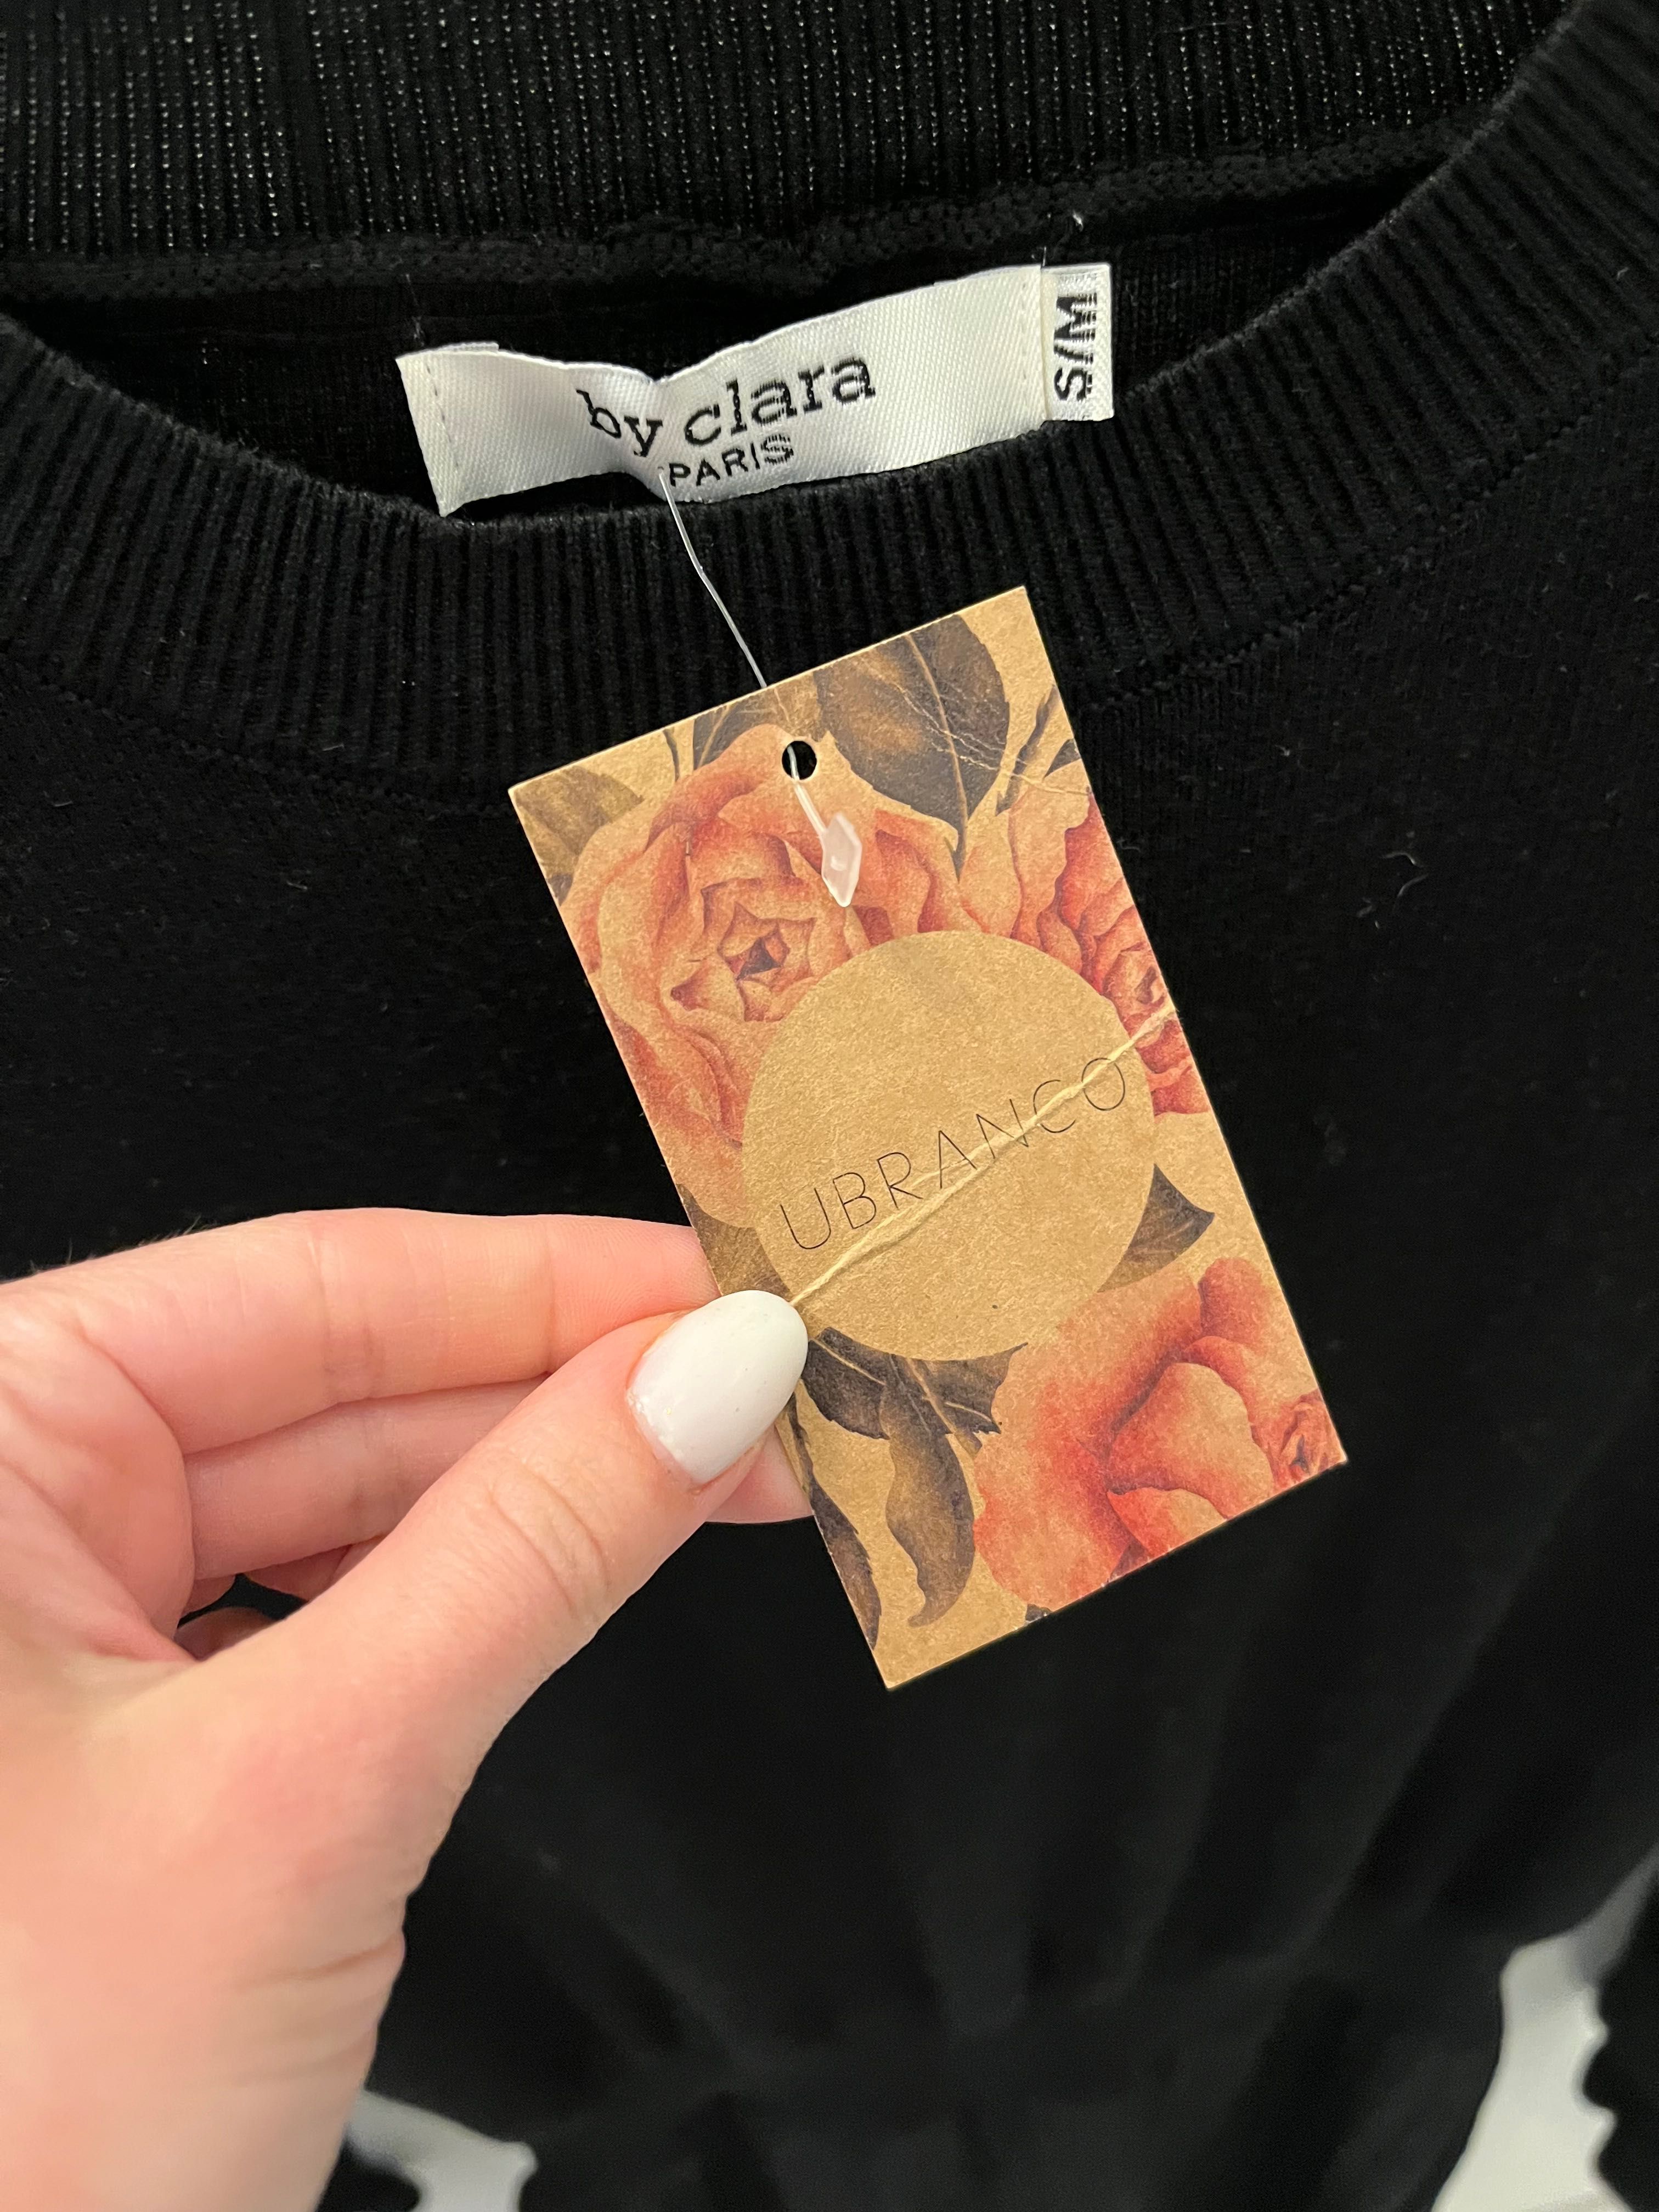 by clara
PARIS
S/M
UBRANCO